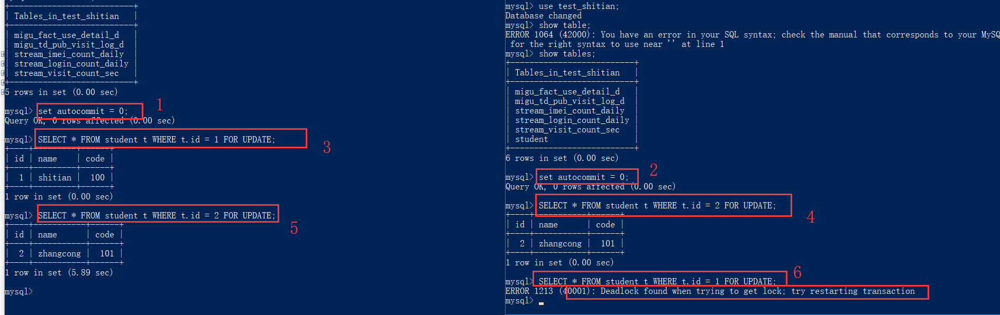 +--------------------------+
| Tables_in_test_shitian   |
+--------------------------+
| migu_fact_use_detail_d   |
| migu_td_pub_visit_log_d  |
| stream_imei_count_daily  |
| stream_login_count_daily |
| stream_visit_count_sec   |
+--------------------------+
5 rows in set (0.00 sec)
mysql> set autocommit = 0;
1
Query OK, 0 rows affected (0.00 sec)
mysql> SELECT * FROM student t WHERE t.id = 1 FOR UPDATE;
3
+----+---------+------+
| id | name    | code |
+----+---------+------+
|  1 | shitian |  100 |
+----+---------+------+
1 row in set (0.00 sec)
mysql> SELECT * FROM student t WHERE t.id = 2 FOR UPDATE;
5
+----+-----------+------+
| id | name      | code |
+----+-----------+------+
|  2 | zhangcong |  101 |
+----+-----------+------+
1 row in set (5.89 sec)
mysql>
mysql> use test_shitian;
Database changed
mysql> show table;
ERROR 1064 (42000): You have an error in your SQL syntax; check the manual that corresponds to your MySQ
for the right syntax to use near '' at line 1
mysql> show tables;
+--------------------------+
| Tables_in_test_shitian   |
+--------------------------+
| migu_fact_use_detail_d   |
| migu_td_pub_visit_log_d  |
| stream_imei_count_daily  |
| stream_login_count_daily |
| stream_visit_count_sec   |
| student                  |
+--------------------------+
6 rows in set (0.00 sec)
mysql> set autocommit = 0;
2
Query OK, 0 rows affected (0.00 sec)
mysql> SELECT * FROM student t WHERE t.id = 2 FOR UPDATE;
4
+----+-----------+------+
| id | name      | code |
+----+-----------+------+
|  2 | zhangcong |  101 |
+----+-----------+------+
1 row in set (0.00 sec)
mysql> SELECT * FROM student t WHERE t.id = 1 FOR UPDATE;
6
ERROR 1213 (40001): Deadlock found when trying to get lock; try restarting transaction
mysql>